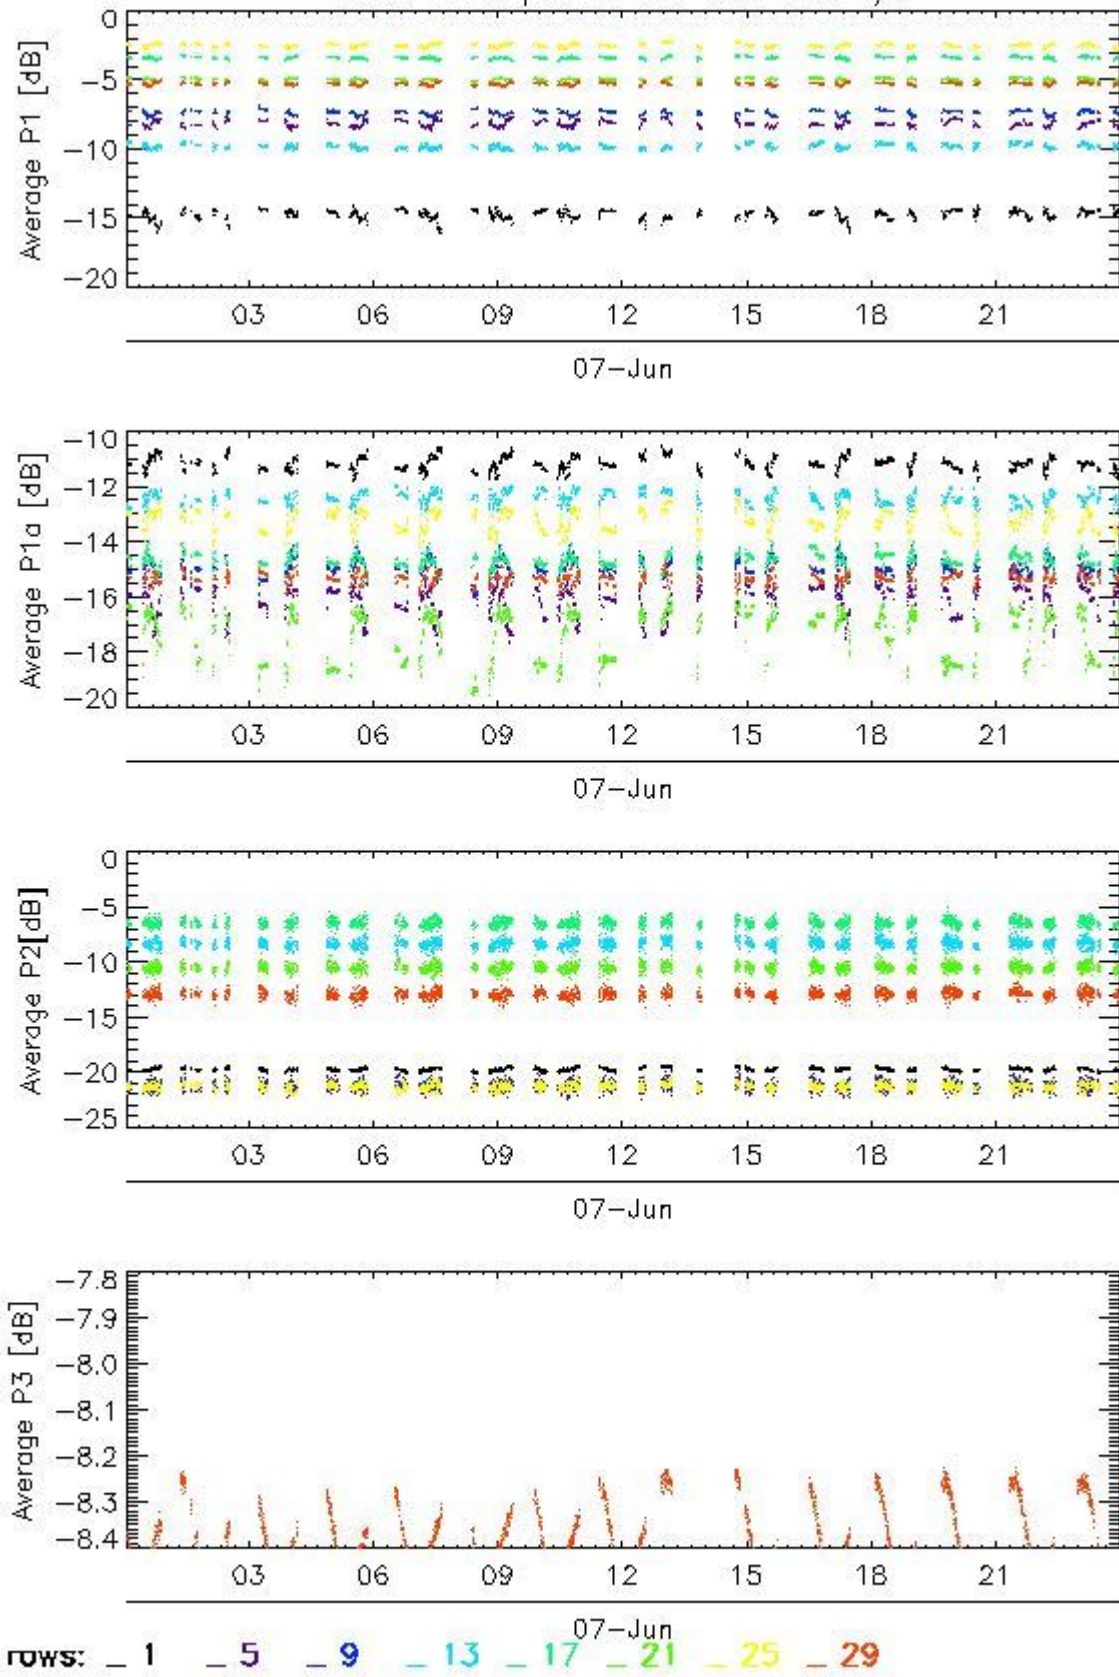 0
−5
−10
−15
−20
Average P1 [dB]
03 06 09 12 15 18 21
07−Jun
−10
−12
−14
−16
−18
−20
Average P1a [dB]
03 06 09 12 15 18 21
07−Jun
0
−5
−10
−15
−20
−25
Average P2[dB]
03 06 09 12 15 18 21
07−Jun
−7.8
−7.9
−8.0
−8.1
−8.2
−8.3
−8.4
Average P3 [dB]
03 06 09 12 15 18 21
07−Jun
rows: _ 1 _ 5 _ 9 _ 13 _ 17 _ 21 _ 25 _ 29